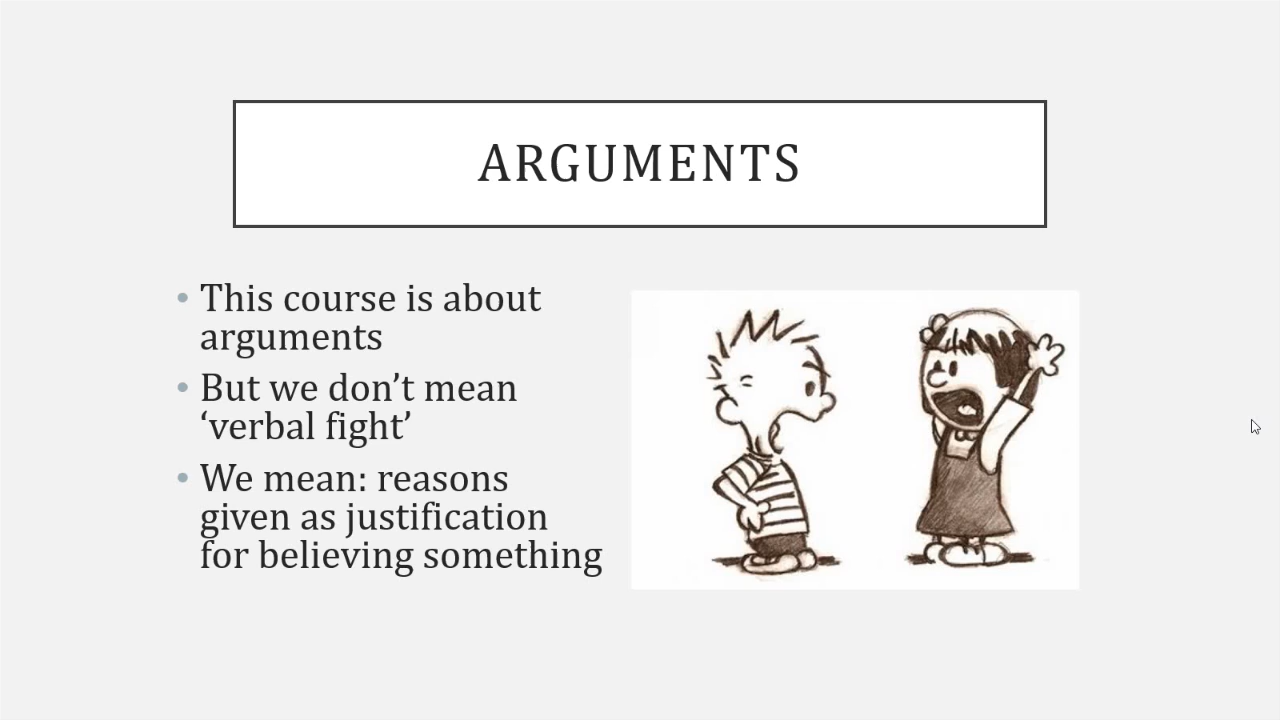 ARGUMENTS
• This course is about
arguments
• But we don’t mean
‘verbal fight’
• We mean: reasons
given as justification
for believing something